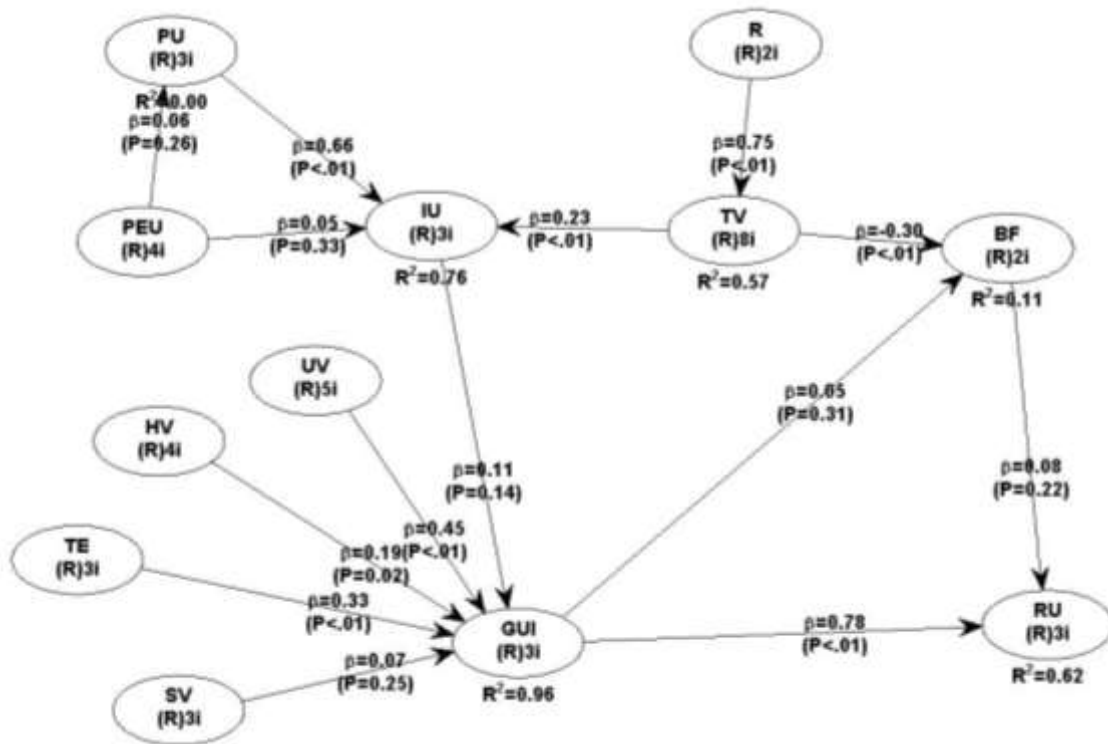 PU
(R)3i
R²=0.00
β=0.06
(P=0.26)
β=0.66
(P<.01)
PEU
(R)4i
β=0.05
(P=0.33)
IU
(R)3i
R²=0.76
R
(R)2i
β=0.75
(P<.01)
β=0.23
(P<.01)
TV
(R)8i
R²=0.57
β=-0.30
(P<.01)
BF
(R)2i
R²=0.11
UV
(R)5i
HV
(R)4i
β=0.11
(P=0.14)
β=0.05
(P=0.31)
β=0.08
(P=0.22)
β=0.45
(P<.01)
β=0.19
(P=0.02)
TE
(R)3i
β=0.33
(P<.01)
GUI
(R)3i
R²=0.96
β=0.78
(P<.01)
RU
(R)3i
R²=0.62
β=0.07
(P=0.25)
SV
(R)3i